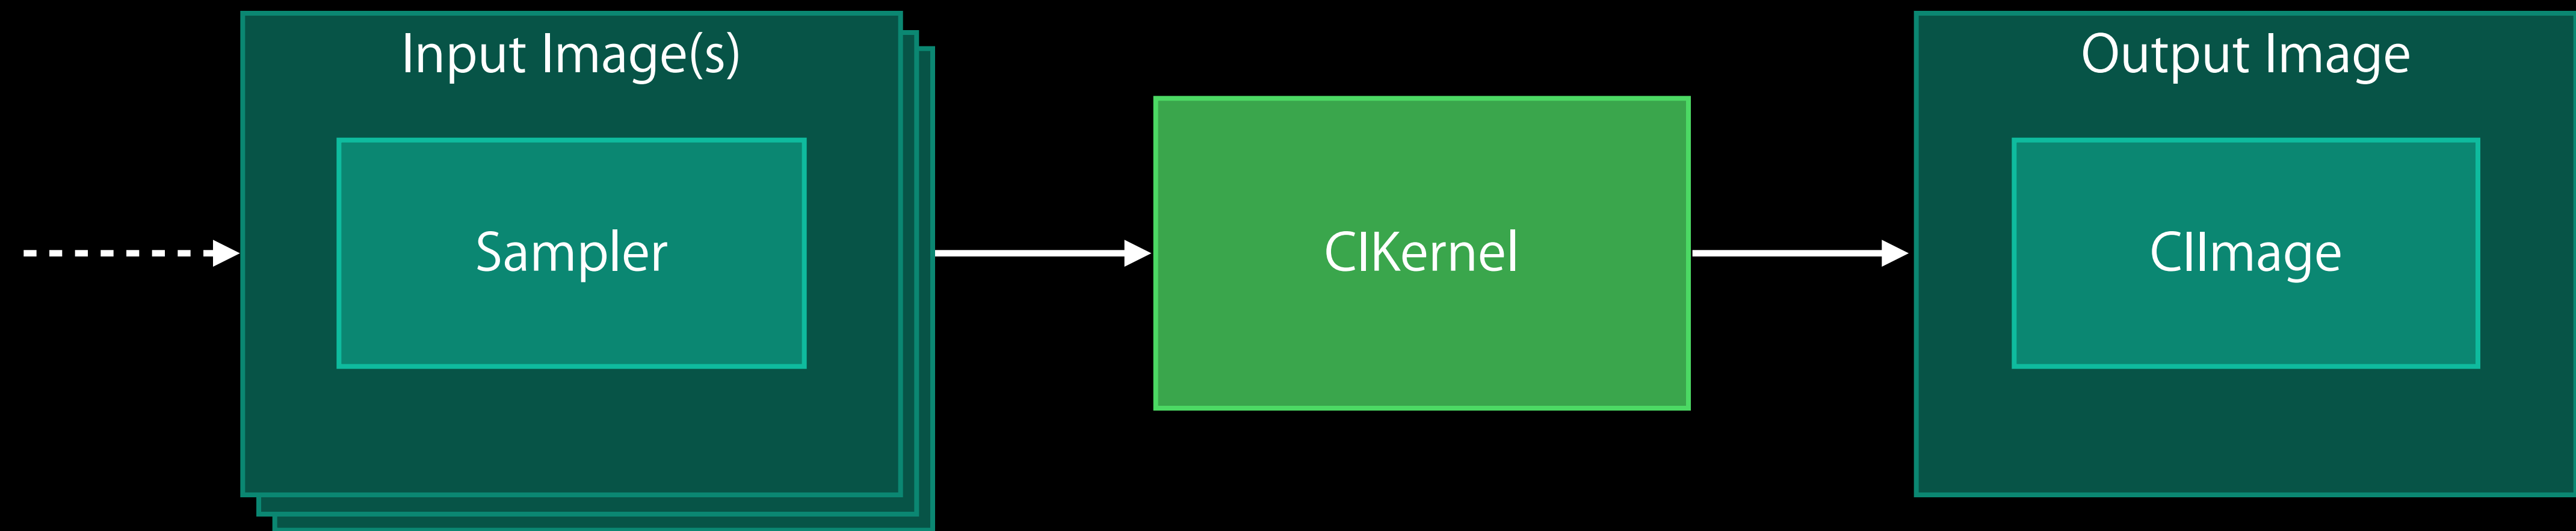 Input Image(s)
Sampler
CIKernel
Output Image
CIImage